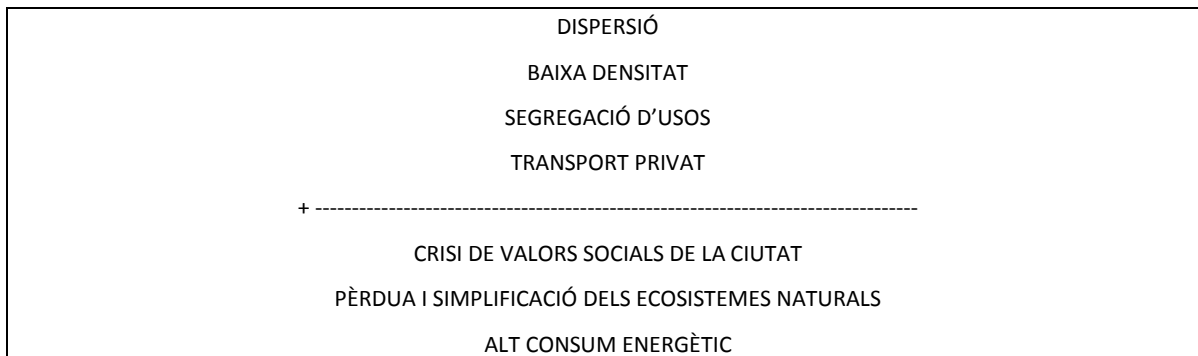 DISPERSIÓ
BAIXA DENSITAT
SEGREGACIÓ D’USOS
TRANSPORT PRIVAT
+ ---------------------------------------------------------------------------------
CRISI DE VALORS SOCIALS DE LA CIUTAT
PÈRDUA I SIMPLIFICACIÓ DELS ECOSISTEMES NATURALS
ALT CONSUM ENERGÈTIC